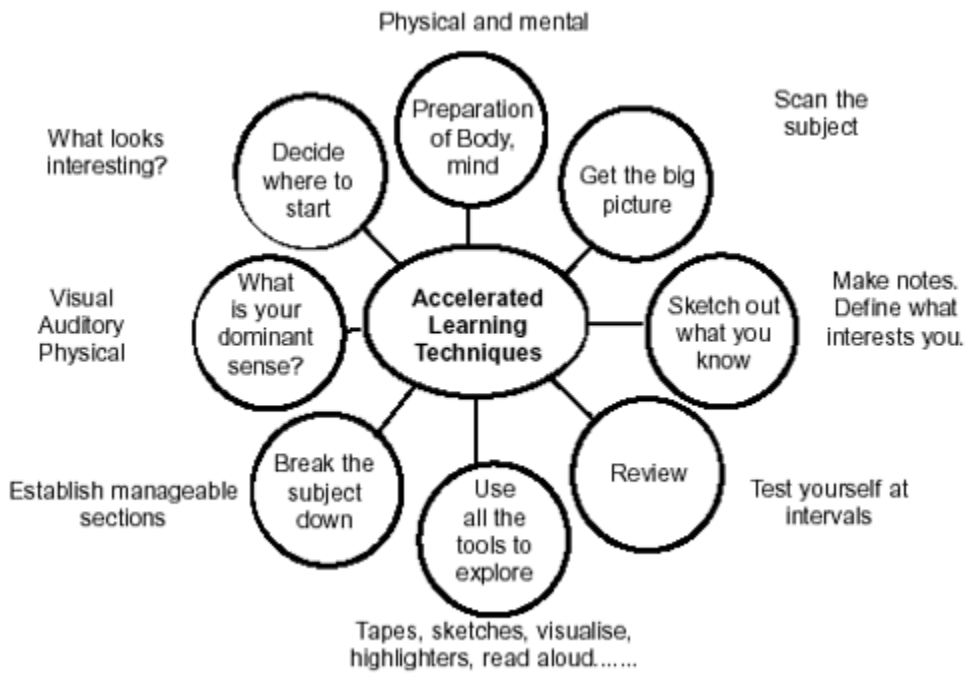 Physical and mental
Preparation
of Body,
mind
Scan the
subject
Get the big
picture
Make notes.
Define what
interests you.
Sketch out
what you
know
Test yourself at
intervals
Review
Use
all the
tools to
explore
Tapes, sketches, visualise,
highlighters, read aloud.......
Break the
subject
down
Establish manageable
sections
What
is your
dominant
sense?
Visual
Auditory
Physical
Decide
where to
start
What looks
interesting?
Accelerated
Learning
Techniques